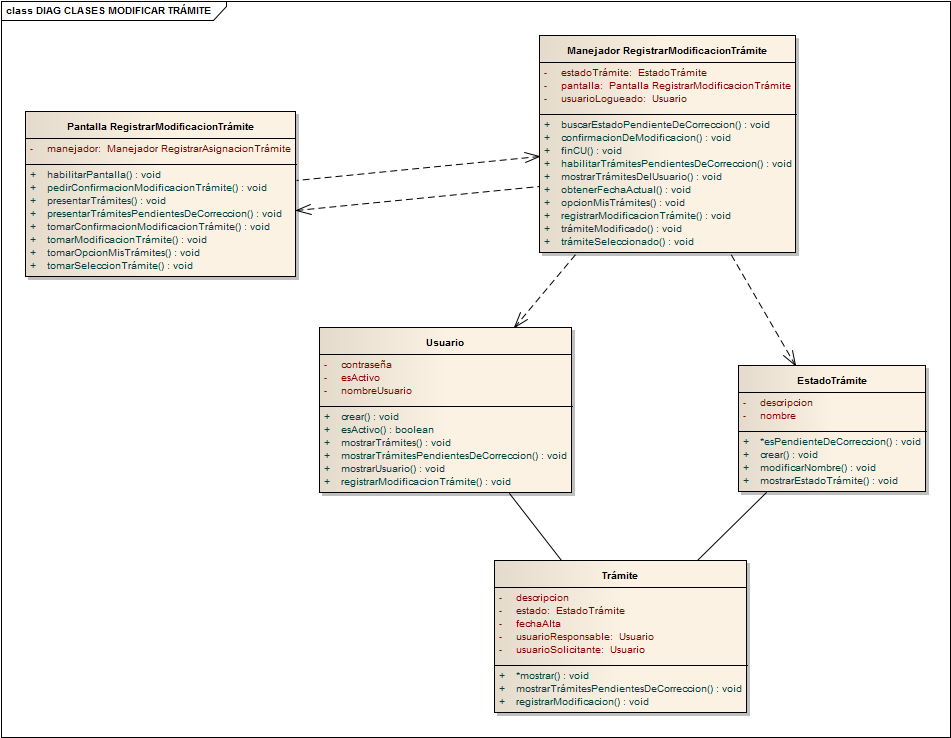 class DIAG CLASES MODIFICAR TRÁMITE
Manejador RegistrarModificacionTrámite
- estadoTrámite: EstadoTrámite
- pantalla: Pantalla RegistrarModificacionTrámite
- usuarioLogueado: Usuario
+ buscarEstadoPendienteDeCorreccion() : void
+ confirmacionDeModificacion() : void
+ finCU() : void
+ habilitarTrámitesPendientesDeCorreccion() : void
+ mostrarTrámitesDelUsuario() : void
+ obtenerFechaActual() : void
+ opcionMisTrámites() : void
+ registrarModificacionTrámite() : void
+ trámiteModificado() : void
+ trámiteSeleccionado() : void
Pantalla RegistrarModificacionTrámite
- manejador: Manejador RegistrarAsignacionTrámite
+ habilitarPantalla() : void
+ pedirConfirmacionModificacionTrámite() : void
+ presentarTrámites() : void
+ presentarTrámitesPendientesDeCorreccion() : void
+ tomarConfirmacionModificacionTrámite() : void
+ tomarModificacionTrámite() : void
+ tomarOpcionMisTrámites() : void
+ tomarSeleccionTrámite() : void
Usuario
- contraseña
- esActivo
- nombreUsuario
+ crear() : void
+ esActivo() : boolean
+ mostrarTrámites() : void
+ mostrarTrámitesPendientesDeCorreccion() : void
+ mostrarUsuario() : void
+ registrarModificacionTrámite() : void
EstadoTrámite
- descripcion
- nombre
+ *esPendienteDeCorreccion() : void
+ crear() : void
+ modificarNombre() : void
+ mostrarEstadoTrámite() : void
Trámite
- descripcion
- estado: EstadoTrámite
- fechaAlta
- usuarioResponsable: Usuario
- usuarioSolicitante: Usuario
+ *mostrar() : void
+ mostrarTrámitesPendientesDeCorreccion() : void
+ registrarModificacion() : void